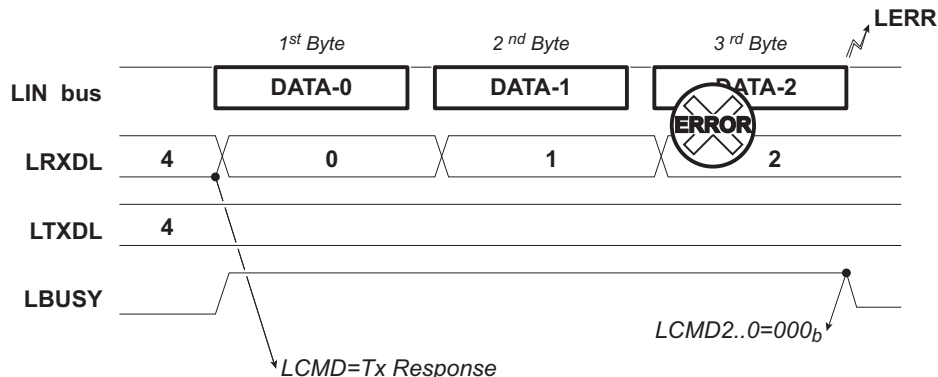 LERR
1st Byte 2nd Byte 3rd Byte
LIN bus DATA-0 DATA-1 DATA-2
ERROR
LRXDL 4 0 1 2
LTXDL 4
LBUSY
LCMD2..0=000b
LCMD=Tx Response